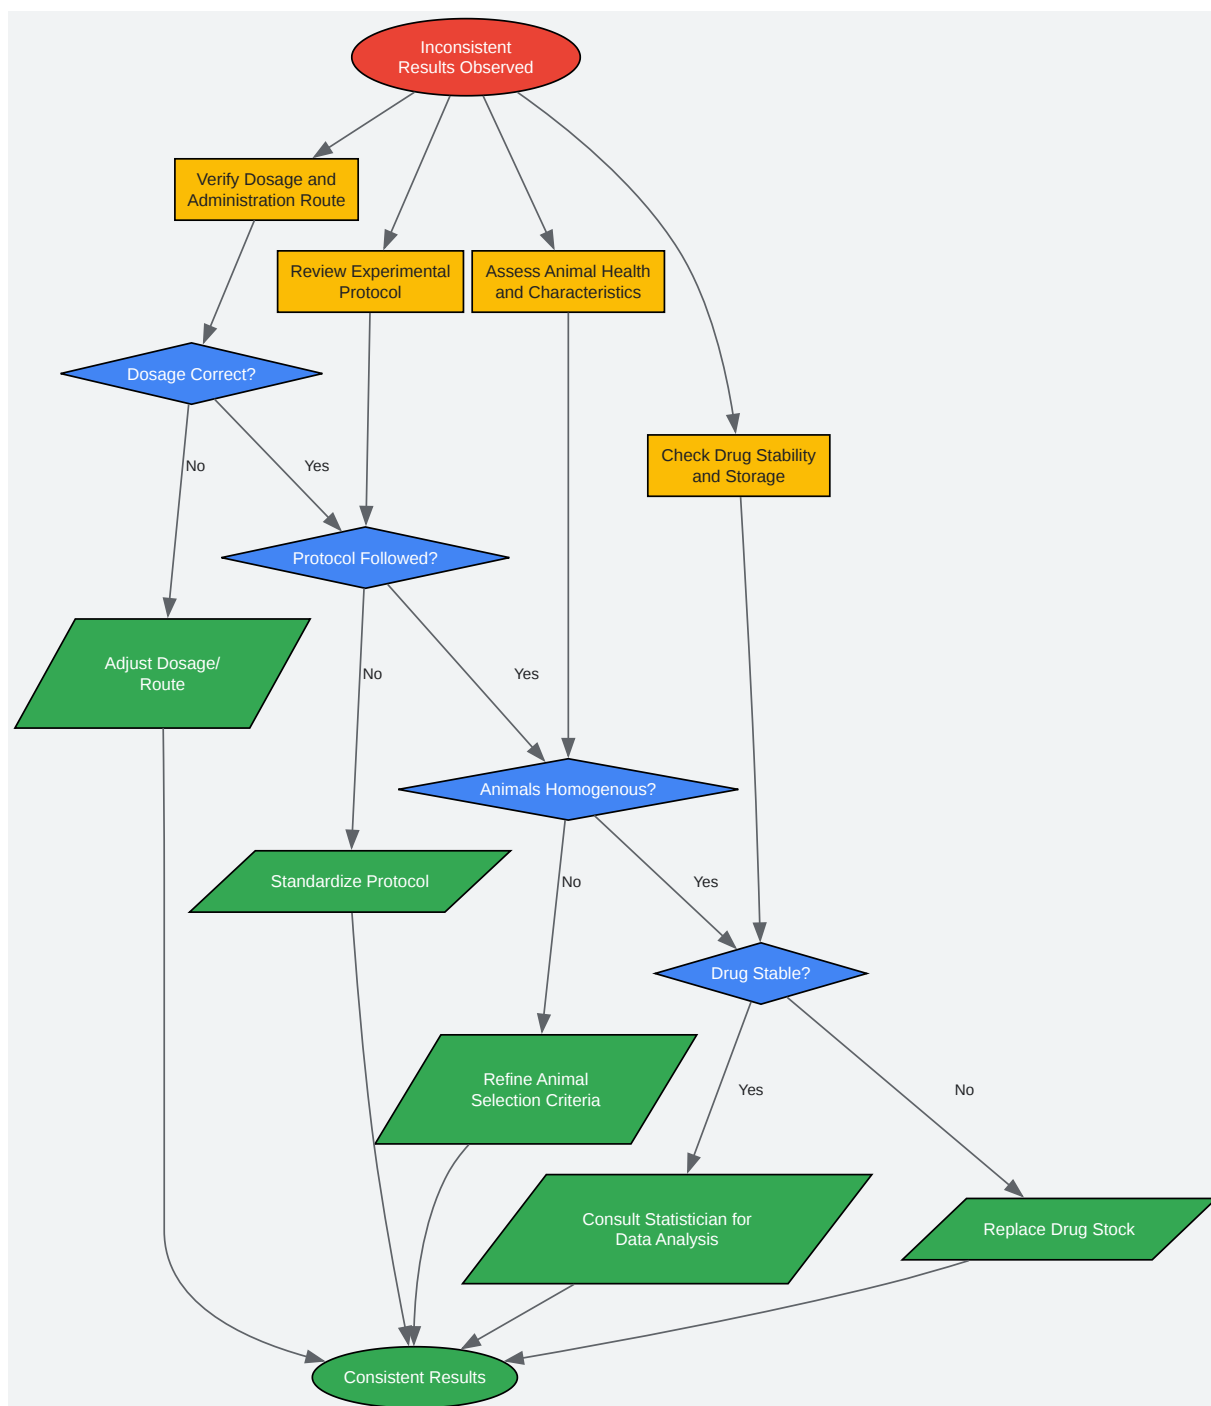 Inconsistent
Results Observed
Verify Dosage and
Administration Route
Review Experimental
Protocol
Assess Animal Health
and Characteristics
Dosage Correct?
Check Drug Stability
and Storage
No
Yes
Protocol Followed?
Adjust Dosage/
Route
No
Yes
Animals Homogenous?
Standardize Protocol
No
Yes
Drug Stable?
Refine Animal
Selection Criteria
Yes
No
Consult Statistician for
Data Analysis
Replace Drug Stock
Consistent Results